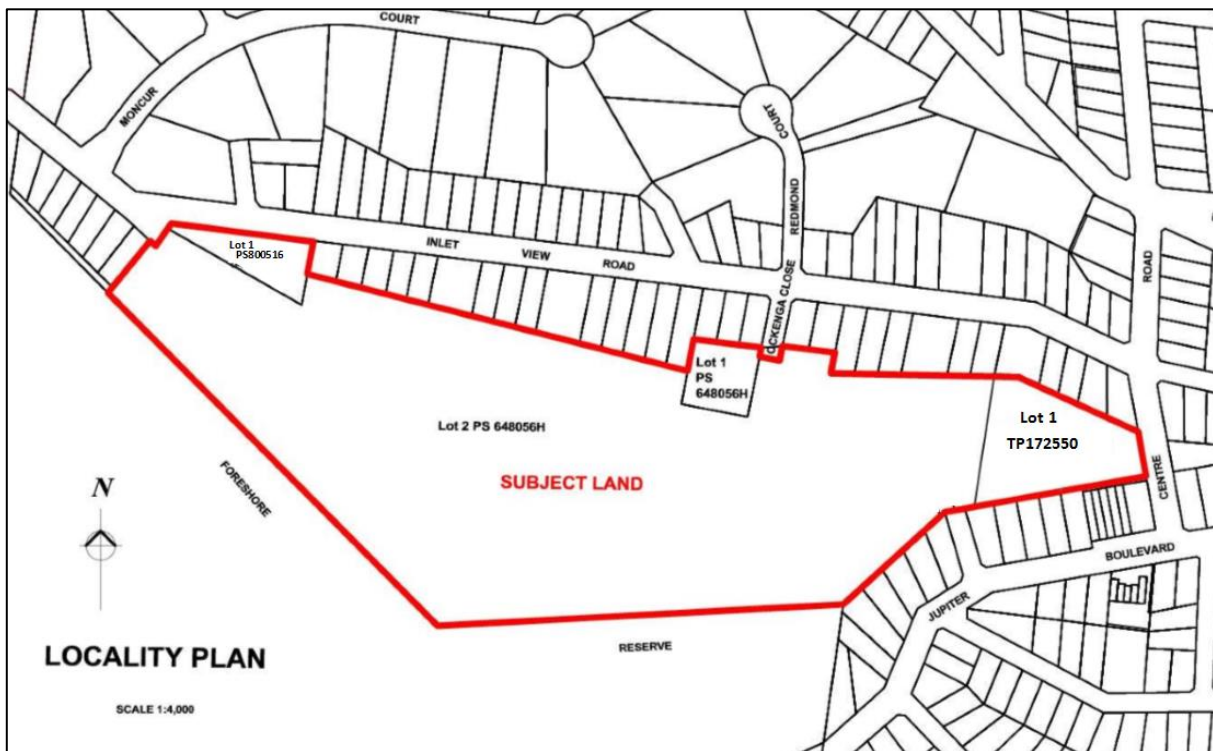 COURT
MONCUR
COURT
REDMOND
INLET
VIEW
ROAD
ROAD
Lot 1
PS800516
OCKENGA CLOSE
Lot 1
PS
648056H
Lot 2 PS 648056H
Lot 1
TP172550
SUBJECT LAND
FORESHORE
CENTRE
N
BOULEVARD
JUPITER
RESERVE
LOCALITY PLAN
SCALE 1:4,000